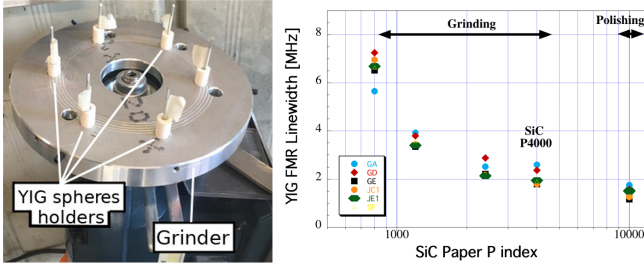 YIG spheres
holders
Grinder
YIG FMR Linewidth [MHz]
8
6
4
2
0
Grinding
Polishing
SiC
P4000
GA
GD
GE
JC1
JE1
SF
1000
10000
SiC Paper P index